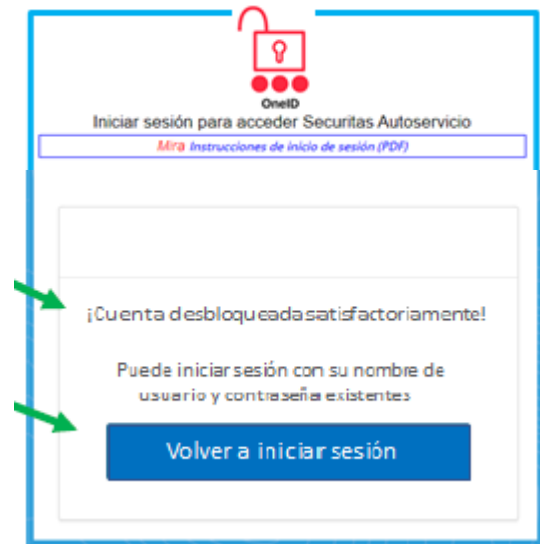 OneID
Iniciar sesión para acceder Securitas Autoservicio
Mira Instrucciones de inicio de sesión (PDF)
¡Cuenta desbloqueada satisfactoriamente!
Puede iniciar sesión con su nombre de
usuario y contraseña existentes
Volver a iniciar sesión